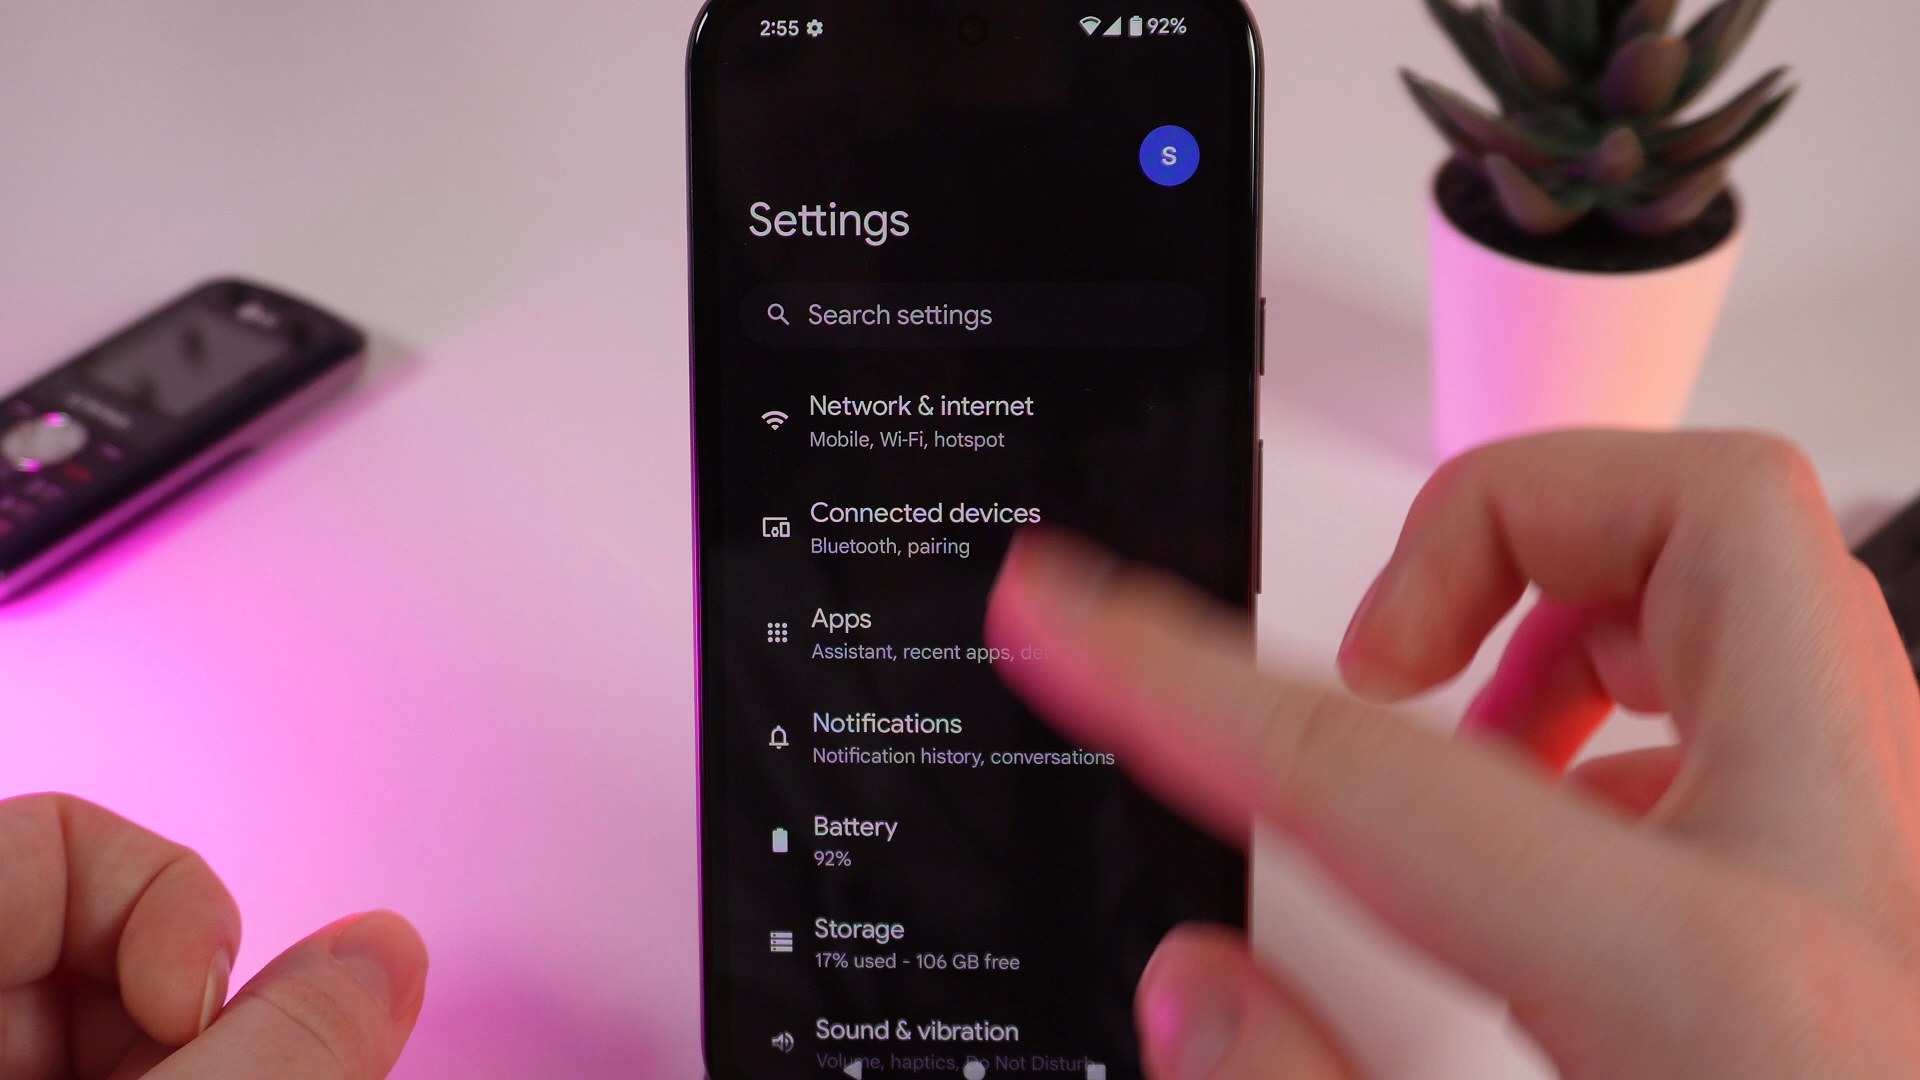 2:55 92%
S
Settings
Search settings
Network & internet
Mobile, Wi-Fi, hotspot
Connected devices
Bluetooth, pairing
Apps
Assistant, recent apps,
Notifications
Notification history, conversations
Battery
92%
Storage
17% used - 106 GB free
Sound & vibration
Volume, haptics, Do Not Disturb